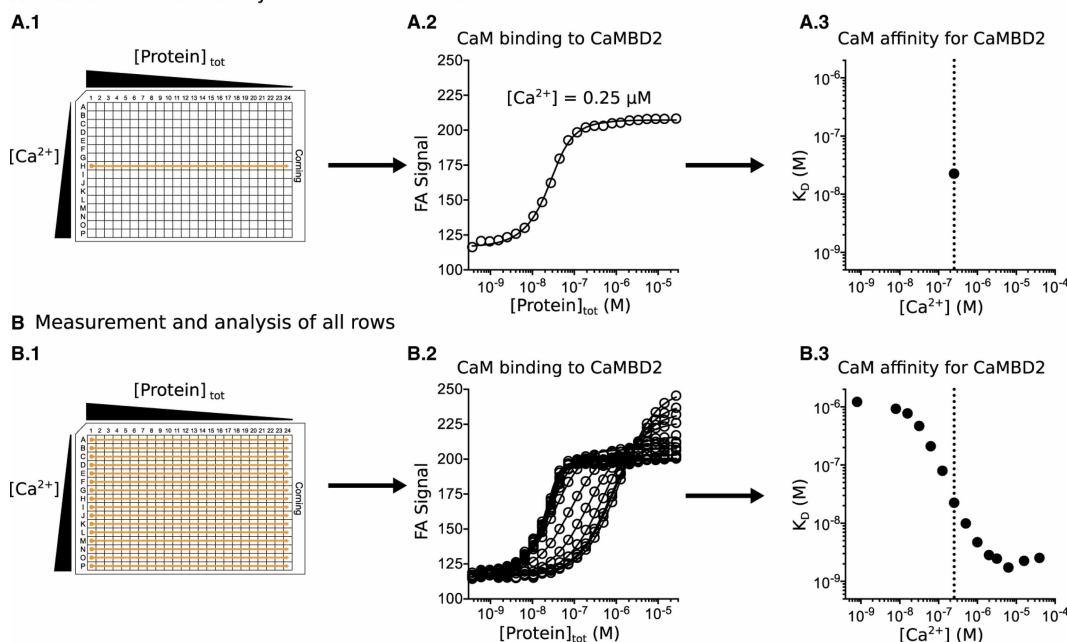 A.1
[Protein] tot
1 2 3 4 5 6 7 8 9 10 11 12 13 14 15 16 17 18 19 20 21 22 23 24
A
B
C
D
E
F
G
H
I
J
K
L
M
N
O
P
[Ca²⁺]
Corning
A.2
CaM binding to CaMBD2
[Ca²⁺] = 0.25 µM
FA Signal
250
225
200
175
150
125
100
10⁻⁹ 10⁻⁸ 10⁻⁷ 10⁻⁶ 10⁻⁵
[Protein]tot (M)
A.3
CaM affinity for CaMBD2
K_D (M)
10⁻⁶
10⁻⁷
10⁻⁸
10⁻⁹
10⁻⁹ 10⁻⁸ 10⁻⁷ 10⁻⁶ 10⁻⁵ 10⁻⁴
[Ca²⁺] (M)
B Measurement and analysis of all rows
B.1
[Protein] tot
1 2 3 4 5 6 7 8 9 10 11 12 13 14 15 16 17 18 19 20 21 22 23 24
A
B
C
D
E
F
G
H
I
J
K
L
M
N
O
P
[Ca²⁺]
Corning
B.2
CaM binding to CaMBD2
FA Signal
250
225
200
175
150
125
100
10⁻⁹ 10⁻⁸ 10⁻⁷ 10⁻⁶ 10⁻⁵
[Protein]tot (M)
B.3
CaM affinity for CaMBD2
K_D (M)
10⁻⁶
10⁻⁷
10⁻⁸
10⁻⁹
10⁻⁹ 10⁻⁸ 10⁻⁷ 10⁻⁶ 10⁻⁵ 10⁻⁴
[Ca²⁺] (M)